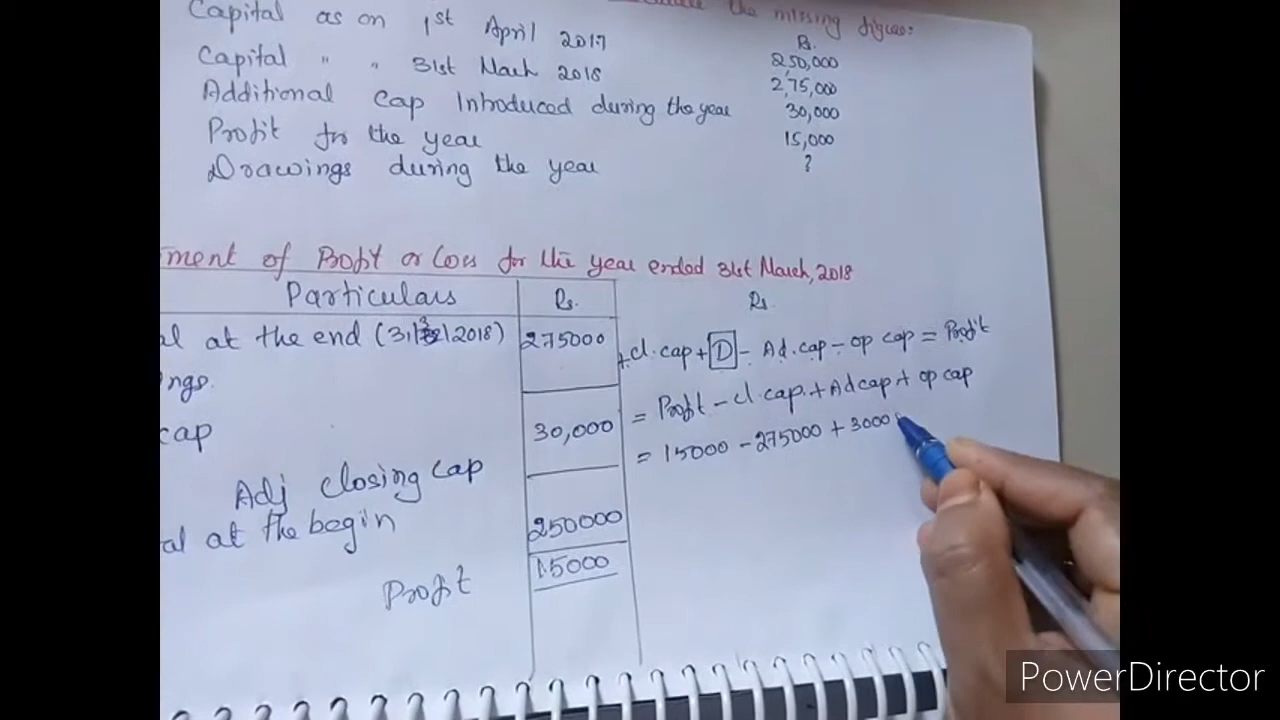 the missing figures
Rs.
Capital as on 1st April 2017 250,000
Capital " " 31st March 2018 2,75,000
Additional Cap Introduced during the year 30,000
Profit for the year 15,000
Drawings during the year ?
ment of Profit or Loss for the year ended 31st March, 2018
Particulars Rs. Rs
al at the end (31/3/2018) 275000
ngs.
cap 30,000
Adj closing cap
al at the begin 250000
Profit 15000
+cl.cap + D - Ad.cap - op cap = Profit
= Profit - cl.cap + Ad cap + op cap
= 15000 - 275000 + 3000
PowerDirector